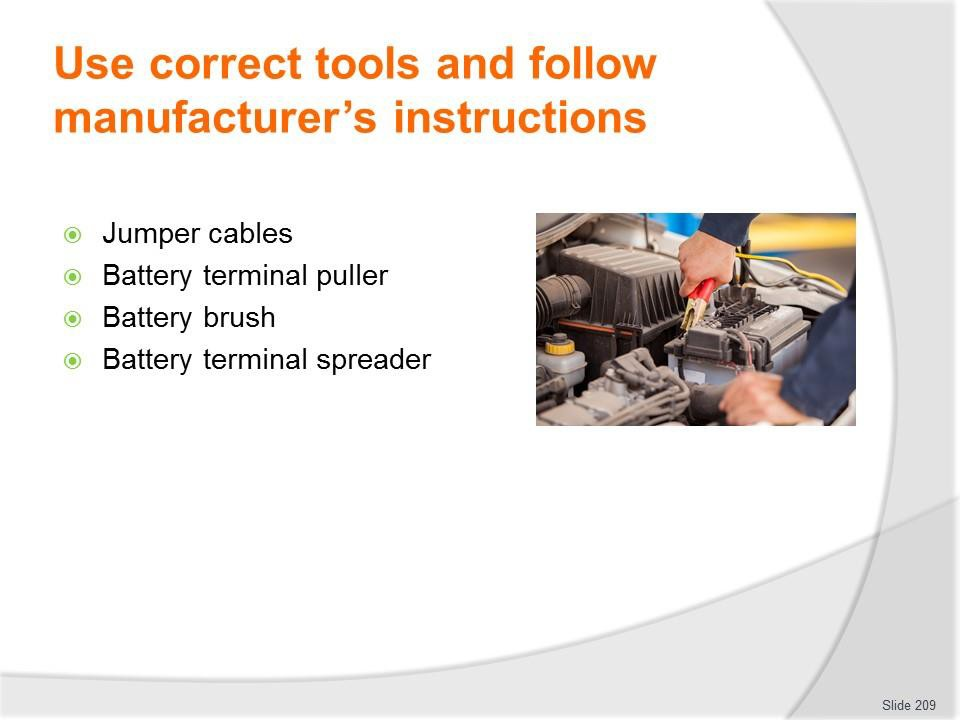 Use correct tools and follow
manufacturer’s instructions
Jumper cables
Battery terminal puller
Battery brush
Battery terminal spreader
Slide 209